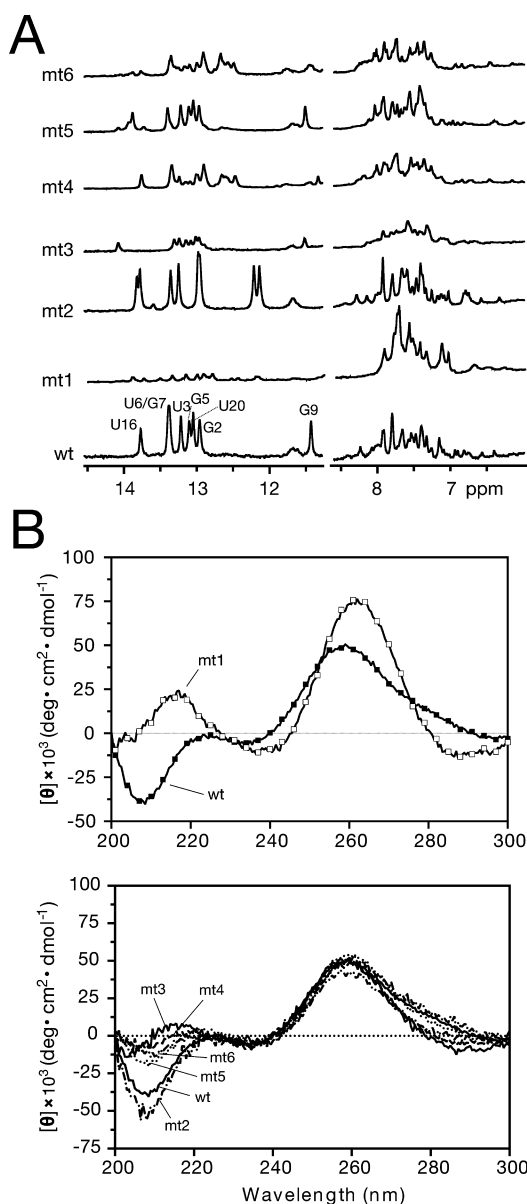 A
mt6
mt5
mt4
mt3
mt2
mt1
U6/G7 U3 G5
U16 U20
G2 G9
wt
14 13 12 8 7 ppm
B
100
75
50
25
0
-25
-50
[θ]×10³ (deg• cm²• dmol⁻¹)
mt1
wt
200 220 240 260 280 300
100
75
50
25
0
-25
-50
-75
[θ]×10³ (deg• cm²• dmol⁻¹)
mt3 mt4
mt6
mt5
wt
mt2
200 220 240 260 280 300
Wavelength (nm)